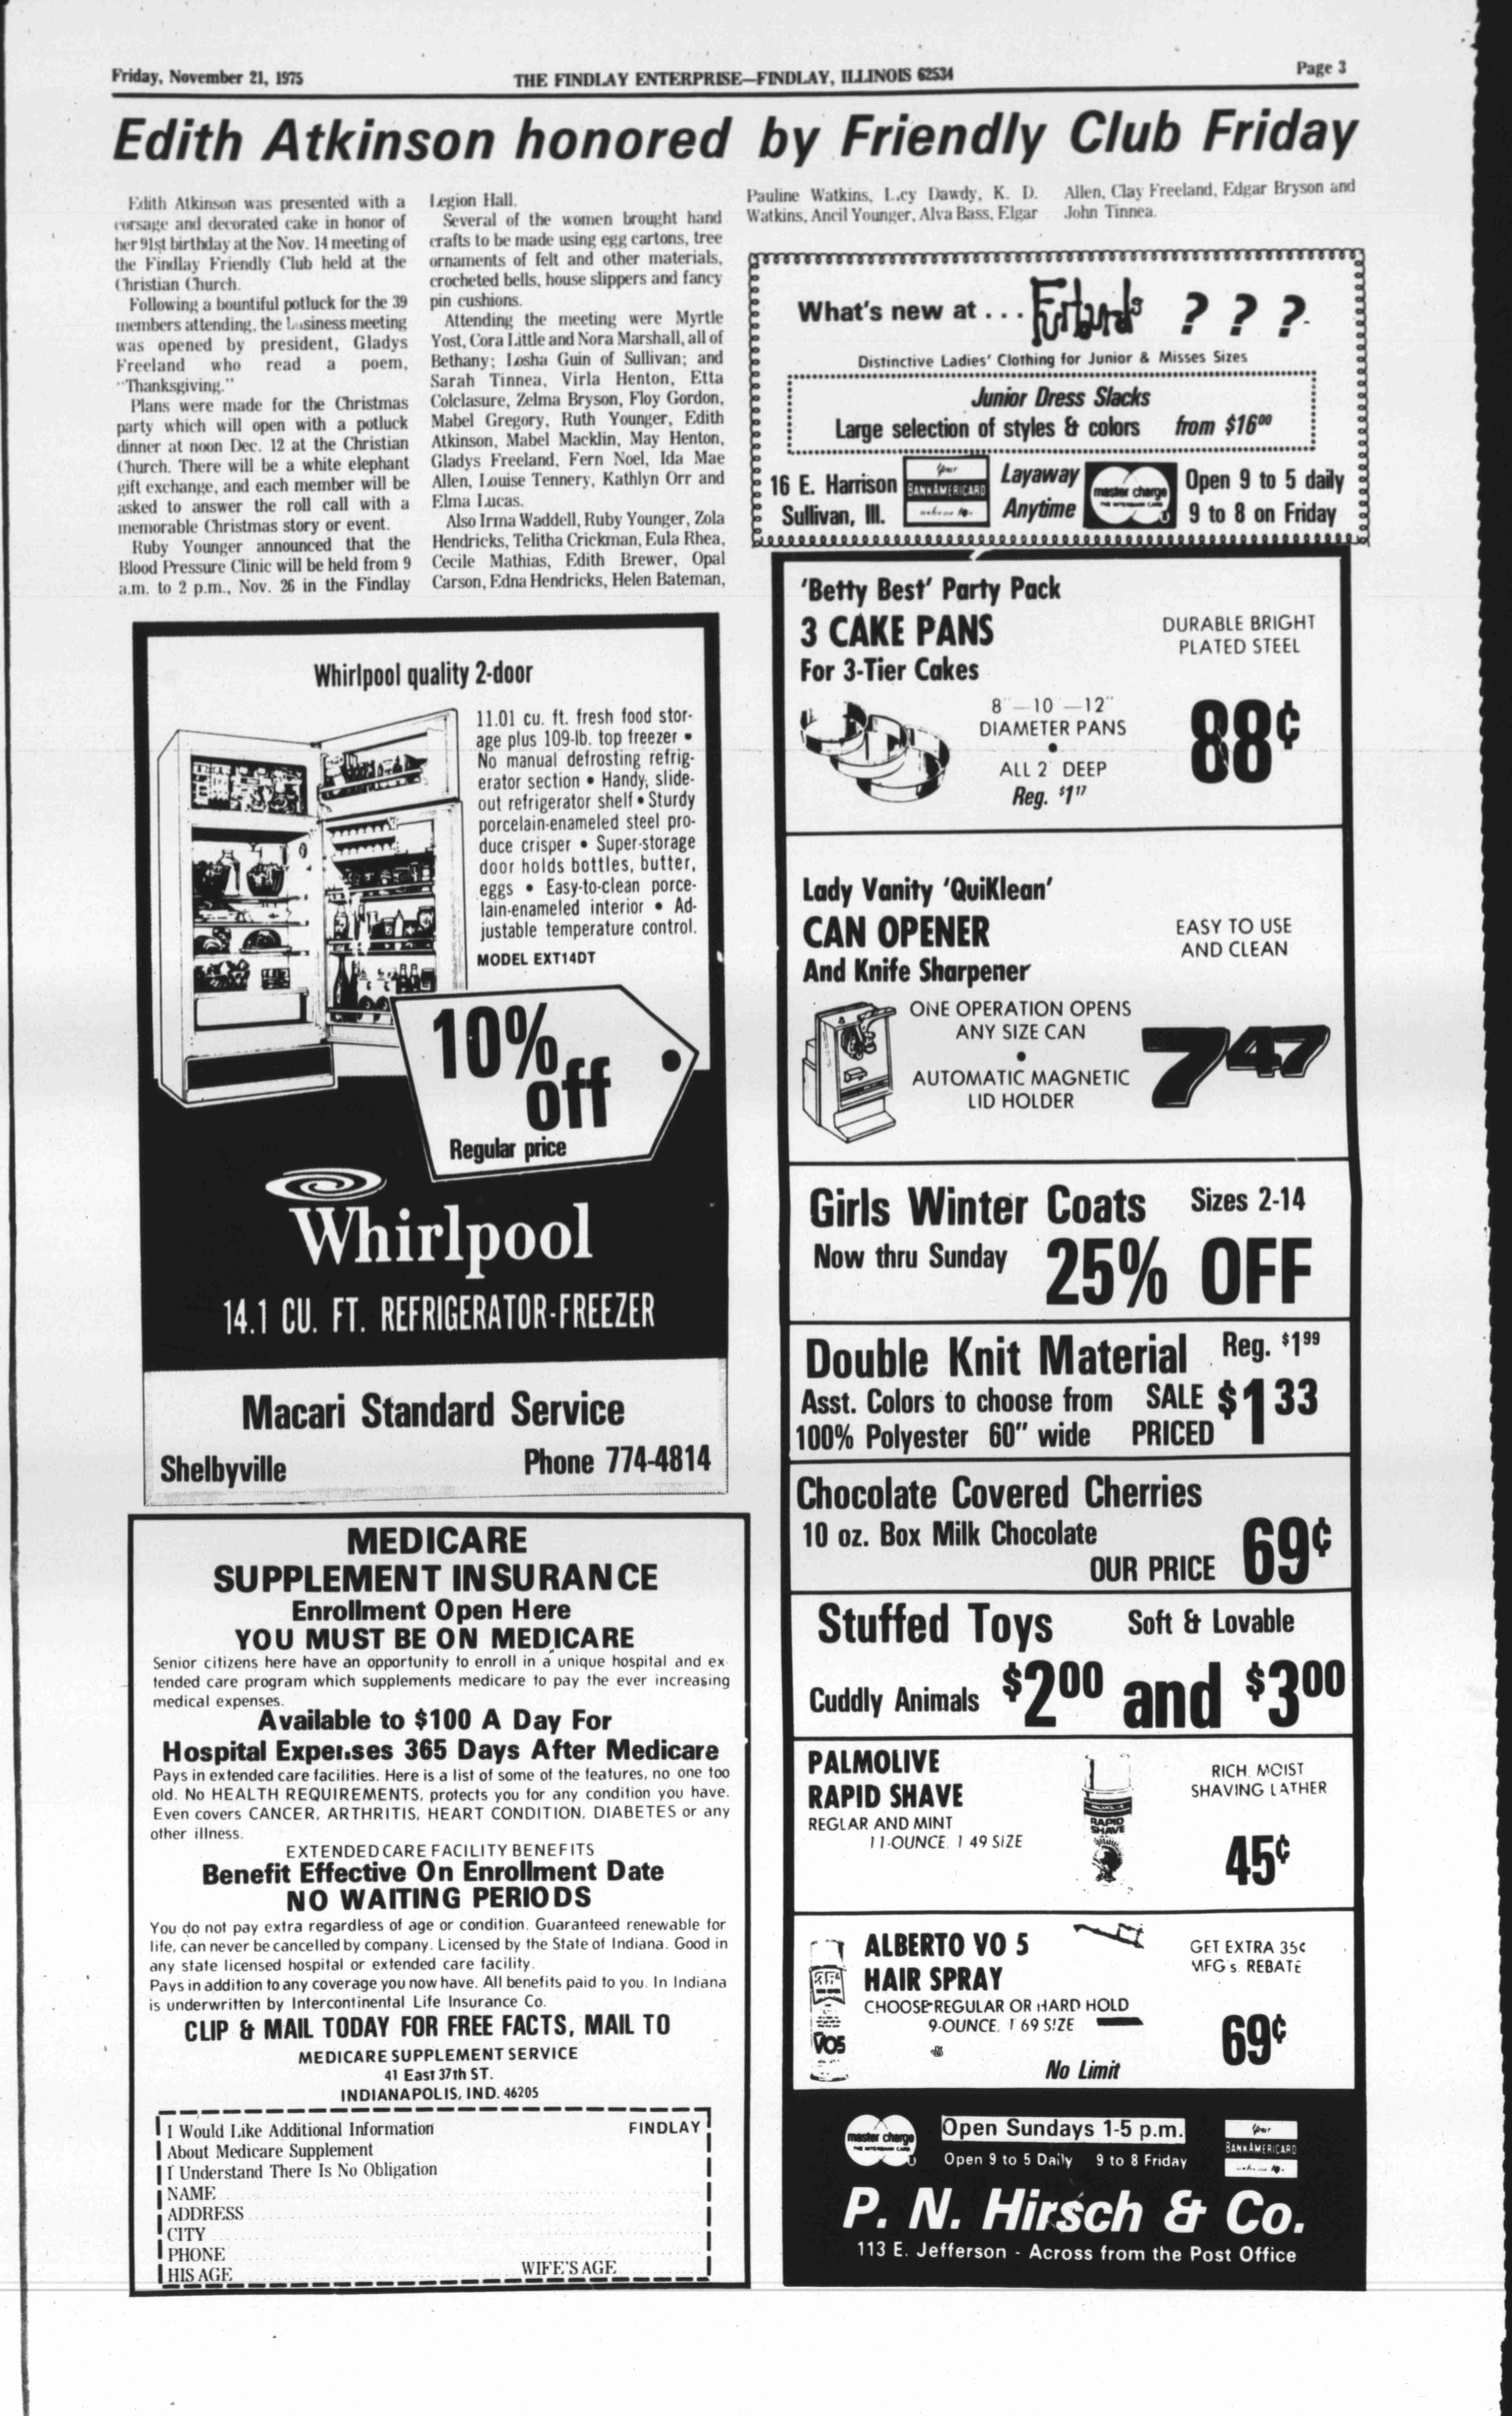 Friday, November 21, 1975
THE FINDLAY ENTERPRISE—FINDLAY, ILLINOIS 62534
Page 3
Edith Atkinson honored by Friendly Club Friday
Edith Atkinson was presented with a
corsage and decorated cake in honor of
her 91st birthday at the Nov. 14 meeting of
the Findlay Friendly Club held at the
Christian Church.
Following a bountiful potluck for the 39
members attending, the business meeting
was opened by president, Gladys
Freeland who read a poem,
"Thanksgiving."
Plans were made for the Christmas
party which will open with a potluck
dinner at noon Dec. 12 at the Christian
Church. There will be a white elephant
gift exchange, and each member will be
asked to answer the roll call with a
memorable Christmas story or event.
Ruby Younger announced that the
Blood Pressure Clinic will be held from 9
a.m. to 2 p.m., Nov. 26 in the Findlay
Legion Hall.
Several of the women brought hand
crafts to be made using egg cartons, tree
ornaments of felt and other materials,
crocheted bells, house slippers and fancy
pin cushions.
Attending the meeting were Myrtle
Yost, Cora Little and Nora Marshall, all of
Bethany; Losha Guin of Sullivan; and
Sarah Tinnea, Virla Henton, Etta
Colclasure, Zelma Bryson, Floy Gordon,
Mabel Gregory, Ruth Younger, Edith
Atkinson, Mabel Macklin, May Henton,
Gladys Freeland, Fern Noel, Ida Mae
Allen, Louise Tennery, Kathlyn Orr and
Elma Lucas.
Also Irma Waddell, Ruby Younger, Zola
Hendricks, Telitha Crickman, Eula Rhea,
Cecile Mathias, Edith Brewer, Opal
Carson, Edna Hendricks, Helen Bateman,
Pauline Watkins, Dawdy, K. D.
Watkins, Ancil Younger, Alva Bass, Elgar
Allen, Clay Freeland, Edgar Bryson and
John Tinnea.
What's new at . . . ? ? ?
Distinctive Ladies' Clothing for Junior & Misses Sizes
Junior Dress Slacks
Large selection of styles & colors from $16⁰⁰
16 E. Harrison
Sullivan, Ill.
Your
BANKAMERICARD
Layaway
Anytime
master charge
THE INTERBANK CARD
Open 9 to 5 daily
9 to 8 on Friday
Whirlpool quality 2-door
11.01 cu. ft. fresh food stor-
age plus 109-lb. top freezer •
No manual defrosting refrig-
erator section • Handy, slide-
out refrigerator shelf • Sturdy
porcelain-enameled steel pro-
duce crisper • Super-storage
door holds bottles, butter,
eggs • Easy-to-clean porce-
lain-enameled interior • Ad-
justable temperature control.
MODEL EXT14DT
10%
off
Regular price
Whirlpool
14.1 CU. FT. REFRIGERATOR-FREEZER
Macari Standard Service
Shelbyville
Phone 774-4814
MEDICARE
SUPPLEMENT INSURANCE
Enrollment Open Here
YOU MUST BE ON MEDICARE
Senior citizens here have an opportunity to enroll in a unique hospital and ex-
tended care program which supplements medicare to pay the ever increasing
medical expenses.
Available to $100 A Day For
Hospital Expenses 365 Days After Medicare
Pays in extended care facilities. Here is a list of some of the features, no one too
old. No HEALTH REQUIREMENTS, protects you for any condition you have.
Even covers CANCER, ARTHRITIS, HEART CONDITION, DIABETES or any
other illness.
EXTENDED CARE FACILITY BENEFITS
Benefit Effective On Enrollment Date
NO WAITING PERIODS
You do not pay extra regardless of age or condition. Guaranteed renewable for
life, can never be cancelled by company. Licensed by the State of Indiana. Good in
any state licensed hospital or extended care facility.
Pays in addition to any coverage you now have. All benefits paid to you. In Indiana
is underwritten by Intercontinental Life Insurance Co.
CLIP & MAIL TODAY FOR FREE FACTS, MAIL TO
MEDICARE SUPPLEMENT SERVICE
41 East 37th ST.
INDIANAPOLIS, IND. 46205
I Would Like Additional Information
FINDLAY
About Medicare Supplement
I Understand There Is No Obligation
NAME
ADDRESS
CITY
PHONE
HIS AGE
WIFE'S AGE
'Betty Best' Party Pack
3 CAKE PANS
For 3-Tier Cakes
DURABLE BRIGHT
PLATED STEEL
8"—10"—12"
DIAMETER PANS
•
ALL 2" DEEP
Reg. $1¹⁷
88¢
Lady Vanity 'QuiKlean'
CAN OPENER
And Knife Sharpener
EASY TO USE
AND CLEAN
ONE OPERATION OPENS
ANY SIZE CAN
•
AUTOMATIC MAGNETIC
LID HOLDER
7⁴⁷
Girls Winter Coats Sizes 2-14
Now thru Sunday 25% OFF
Double Knit Material Reg. $1⁹⁹
Asst. Colors to choose from SALE $1³³
100% Polyester 60" wide PRICED
Chocolate Covered Cherries
10 oz. Box Milk Chocolate
OUR PRICE 69¢
Stuffed Toys Soft & Lovable
Cuddly Animals $2⁰⁰ and $3⁰⁰
PALMOLIVE
RAPID SHAVE
REGLAR AND MINT
11-OUNCE. 1 49 SIZE
RAPID
SHAVE
RICH, MOIST
SHAVING LATHER
45¢
ALBERTO VO 5
HAIR SPRAY
CHOOSE REGULAR OR HARD HOLD
9-OUNCE. 1 69 SIZE
VO5
GET EXTRA 35¢
MFG's. REBATE
69¢
No Limit
master charge
THE INTERBANK CARD
Open Sundays 1-5 p.m.
Open 9 to 5 Daily 9 to 8 Friday
Your
BANKAMERICARD
P. N. Hirsch & Co.
113 E. Jefferson - Across from the Post Office